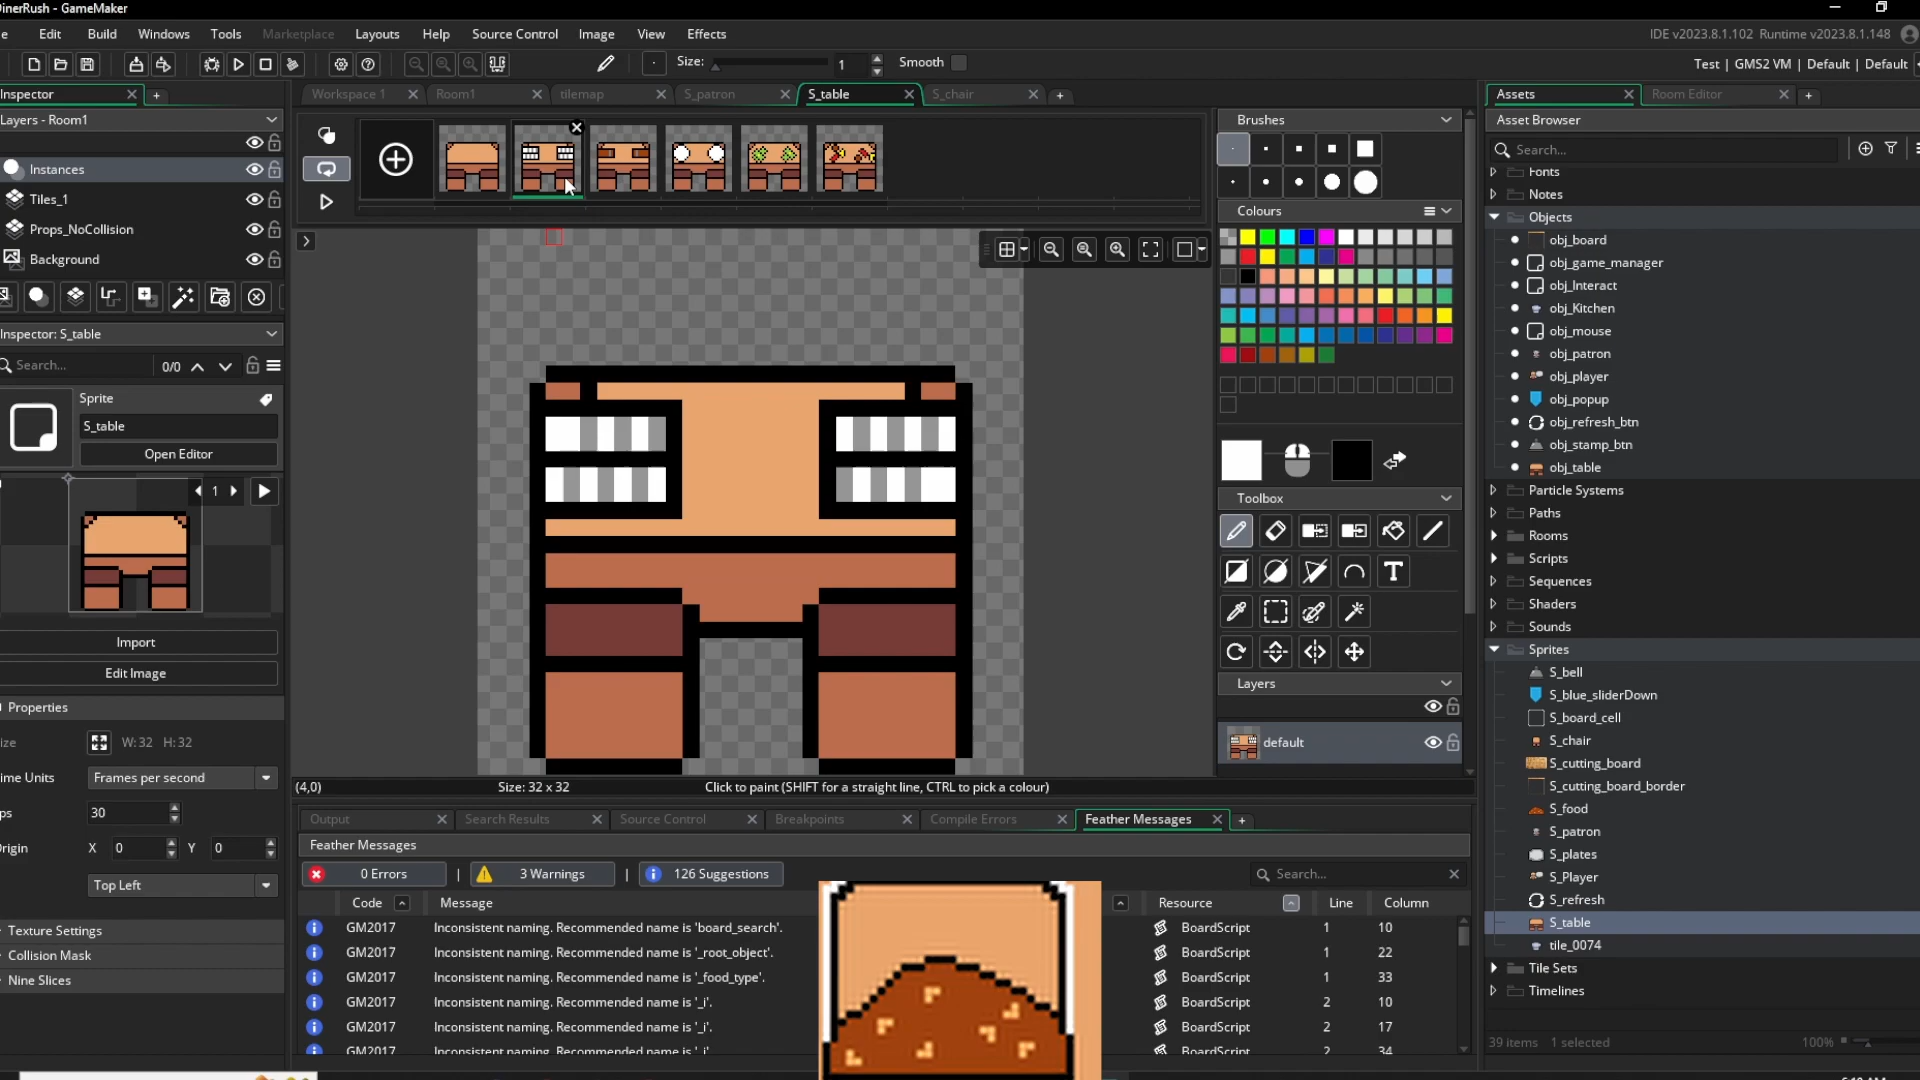 DinerRush - GameMaker
Edit Build Windows Tools Marketplace Layouts Help Source Control Image View Effects
IDE v2023.8.1.102 Runtime v2023.8.1.148
Size: 1 Smooth
Test | GMS2 VM | Default | Default
Inspector
Workspace 1 Room1 tilemap S_patron S_table S_chair
Assets Room Editor
Layers - Room1
Instances
Tiles_1
Props_NoCollision
Background
Inspector: S_table
Search... 0/0
Sprite
S_table
Open Editor
1
Import
Edit Image
Properties
W:32 H:32
Frames per second
30
X 0 Y 0
Top Left
Texture Settings
Collision Mask
Nine Slices
Brushes
Colours
Toolbox
T
Layers
default
(4,0) Size: 32 x 32 Click to paint (SHIFT for a straight line, CTRL to pick a colour)
Output Search Results Source Control Breakpoints Compile Errors Feather Messages
Feather Messages
0 Errors | 3 Warnings | 126 Suggestions Search...
Code Message Resource Line Column
GM2017 Inconsistent naming. Recommended name is 'board_search'. BoardScript 1 10
GM2017 Inconsistent naming. Recommended name is '_root_object'. BoardScript 1 22
GM2017 Inconsistent naming. Recommended name is '_food_type'. BoardScript 1 33
GM2017 Inconsistent naming. Recommended name is '_i'. BoardScript 2 10
GM2017 Inconsistent naming. Recommended name is '_i'. BoardScript 2 17
GM2017 Inconsistent naming. Recommended name is '_i'. BoardScript 2 34
Asset Browser
Search...
Fonts
Notes
Objects
obj_board
obj_game_manager
obj_Interact
obj_Kitchen
obj_mouse
obj_patron
obj_player
obj_popup
obj_refresh_btn
obj_stamp_btn
obj_table
Particle Systems
Paths
Rooms
Scripts
Sequences
Shaders
Sounds
Sprites
S_bell
S_blue_sliderDown
S_board_cell
S_chair
S_cutting_board
S_cutting_board_border
S_food
S_patron
S_plates
S_Player
S_refresh
S_table
tile_0074
Tile Sets
Timelines
39 items 1 selected 100%